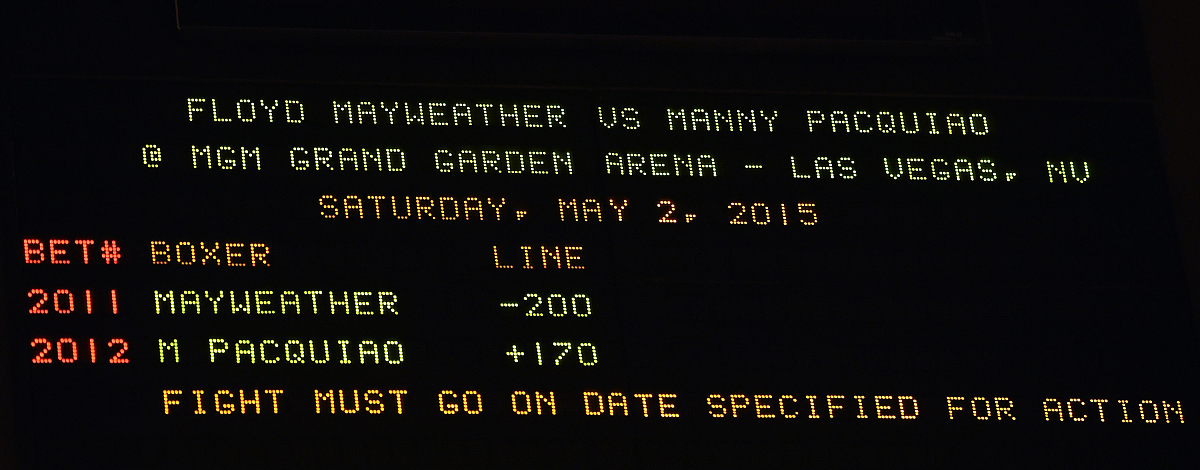 FLOYD MAYWEATHER VS MANNY PACQUIAO
@ MGM GRAND GARDEN ARENA - LAS VEGAS, NV
SATURDAY, MAY 2, 2015
BET# BOXER LINE
2011 MAYWEATHER -200
2012 M PACQUIAO +170
FIGHT MUST GO ON DATE SPECIFIED FOR ACTION